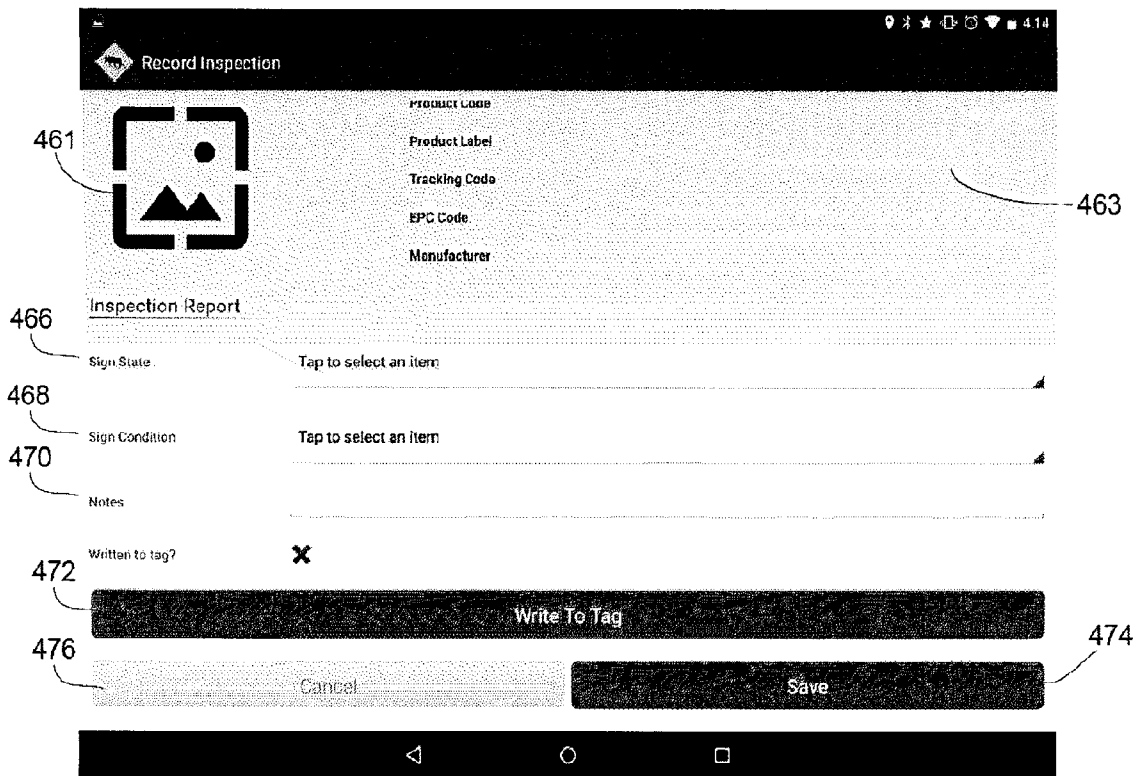 4:14
Record Inspection
Product Code
461
Product Label
Tracking Code
463
EPC Code
Manufacturer
Inspection Report
466
Sign State
Tap to select an item
468
Sign Condition
Tap to select an item
470
Notes
Written to tag?
472
Write To Tag
476
474
Cancel
Save